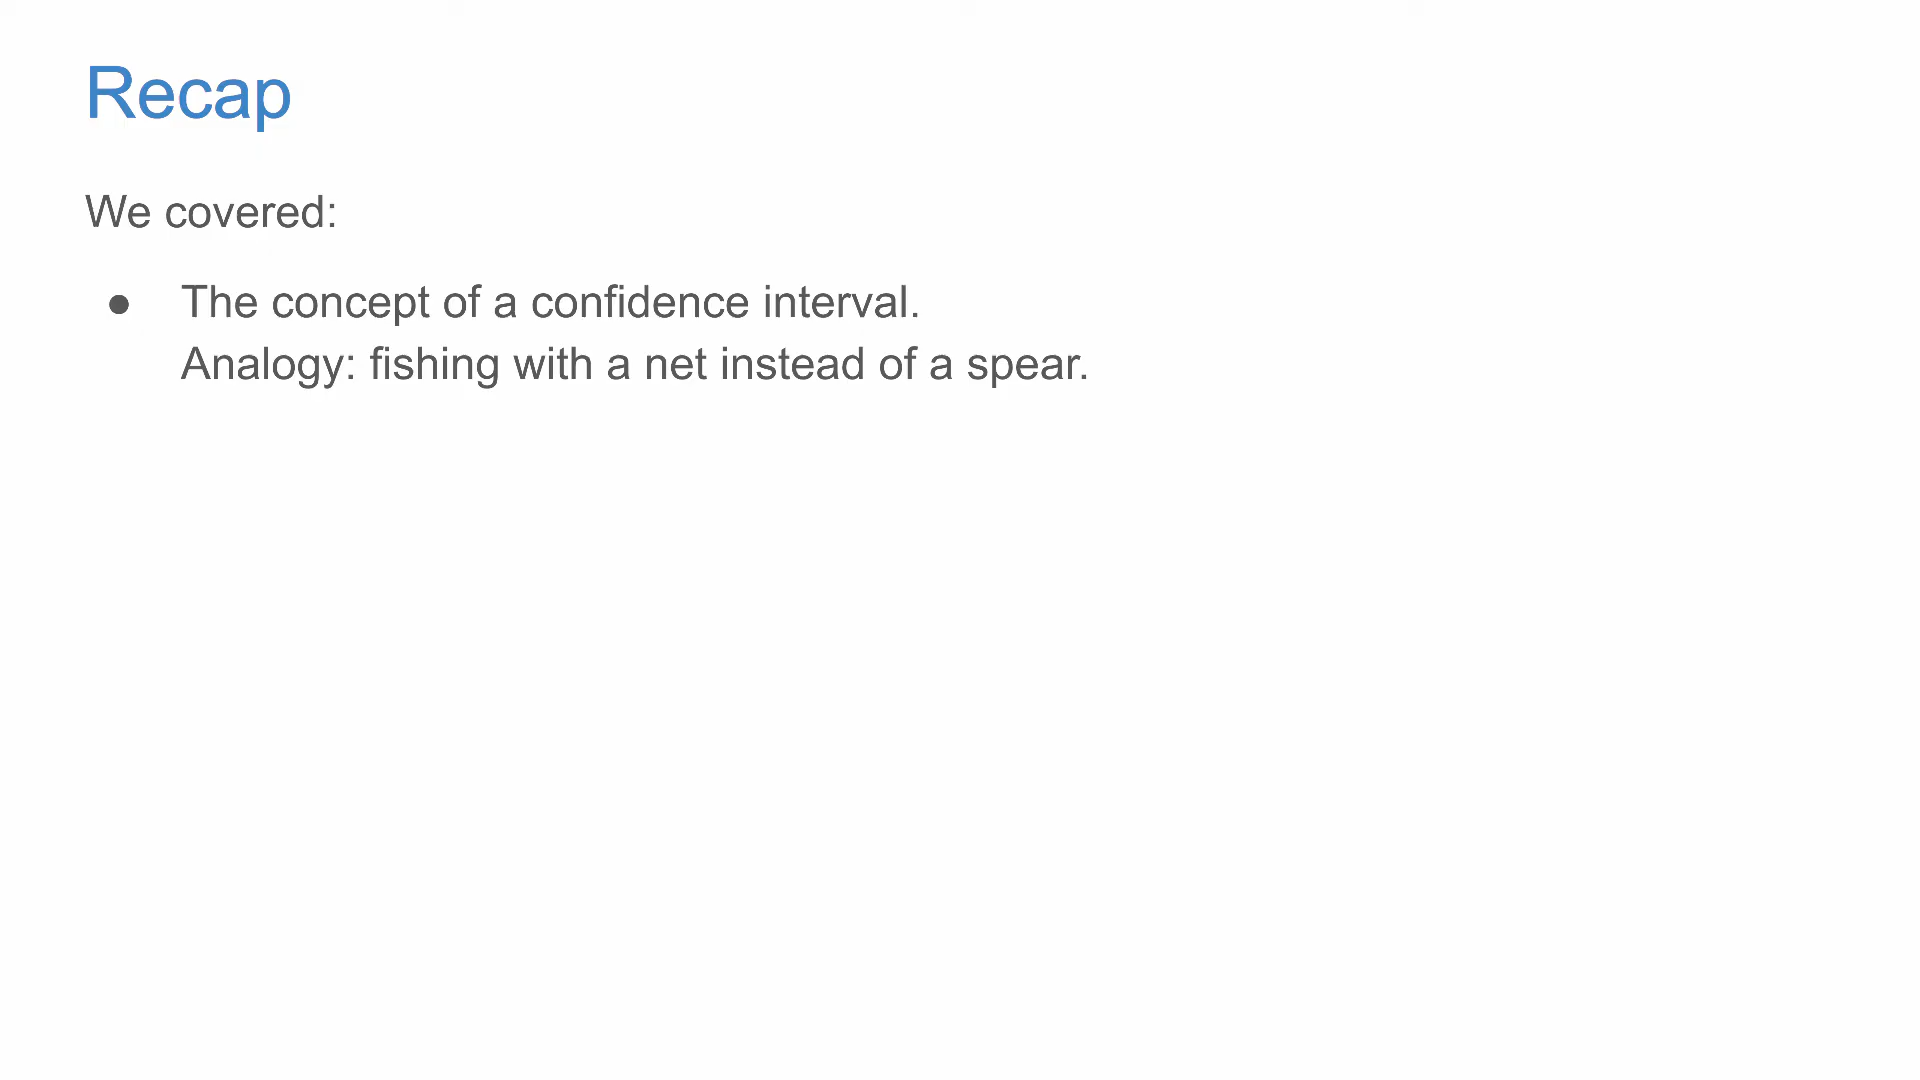 Recap
We covered:
● The concept of a confidence interval.
Analogy: fishing with a net instead of a spear.